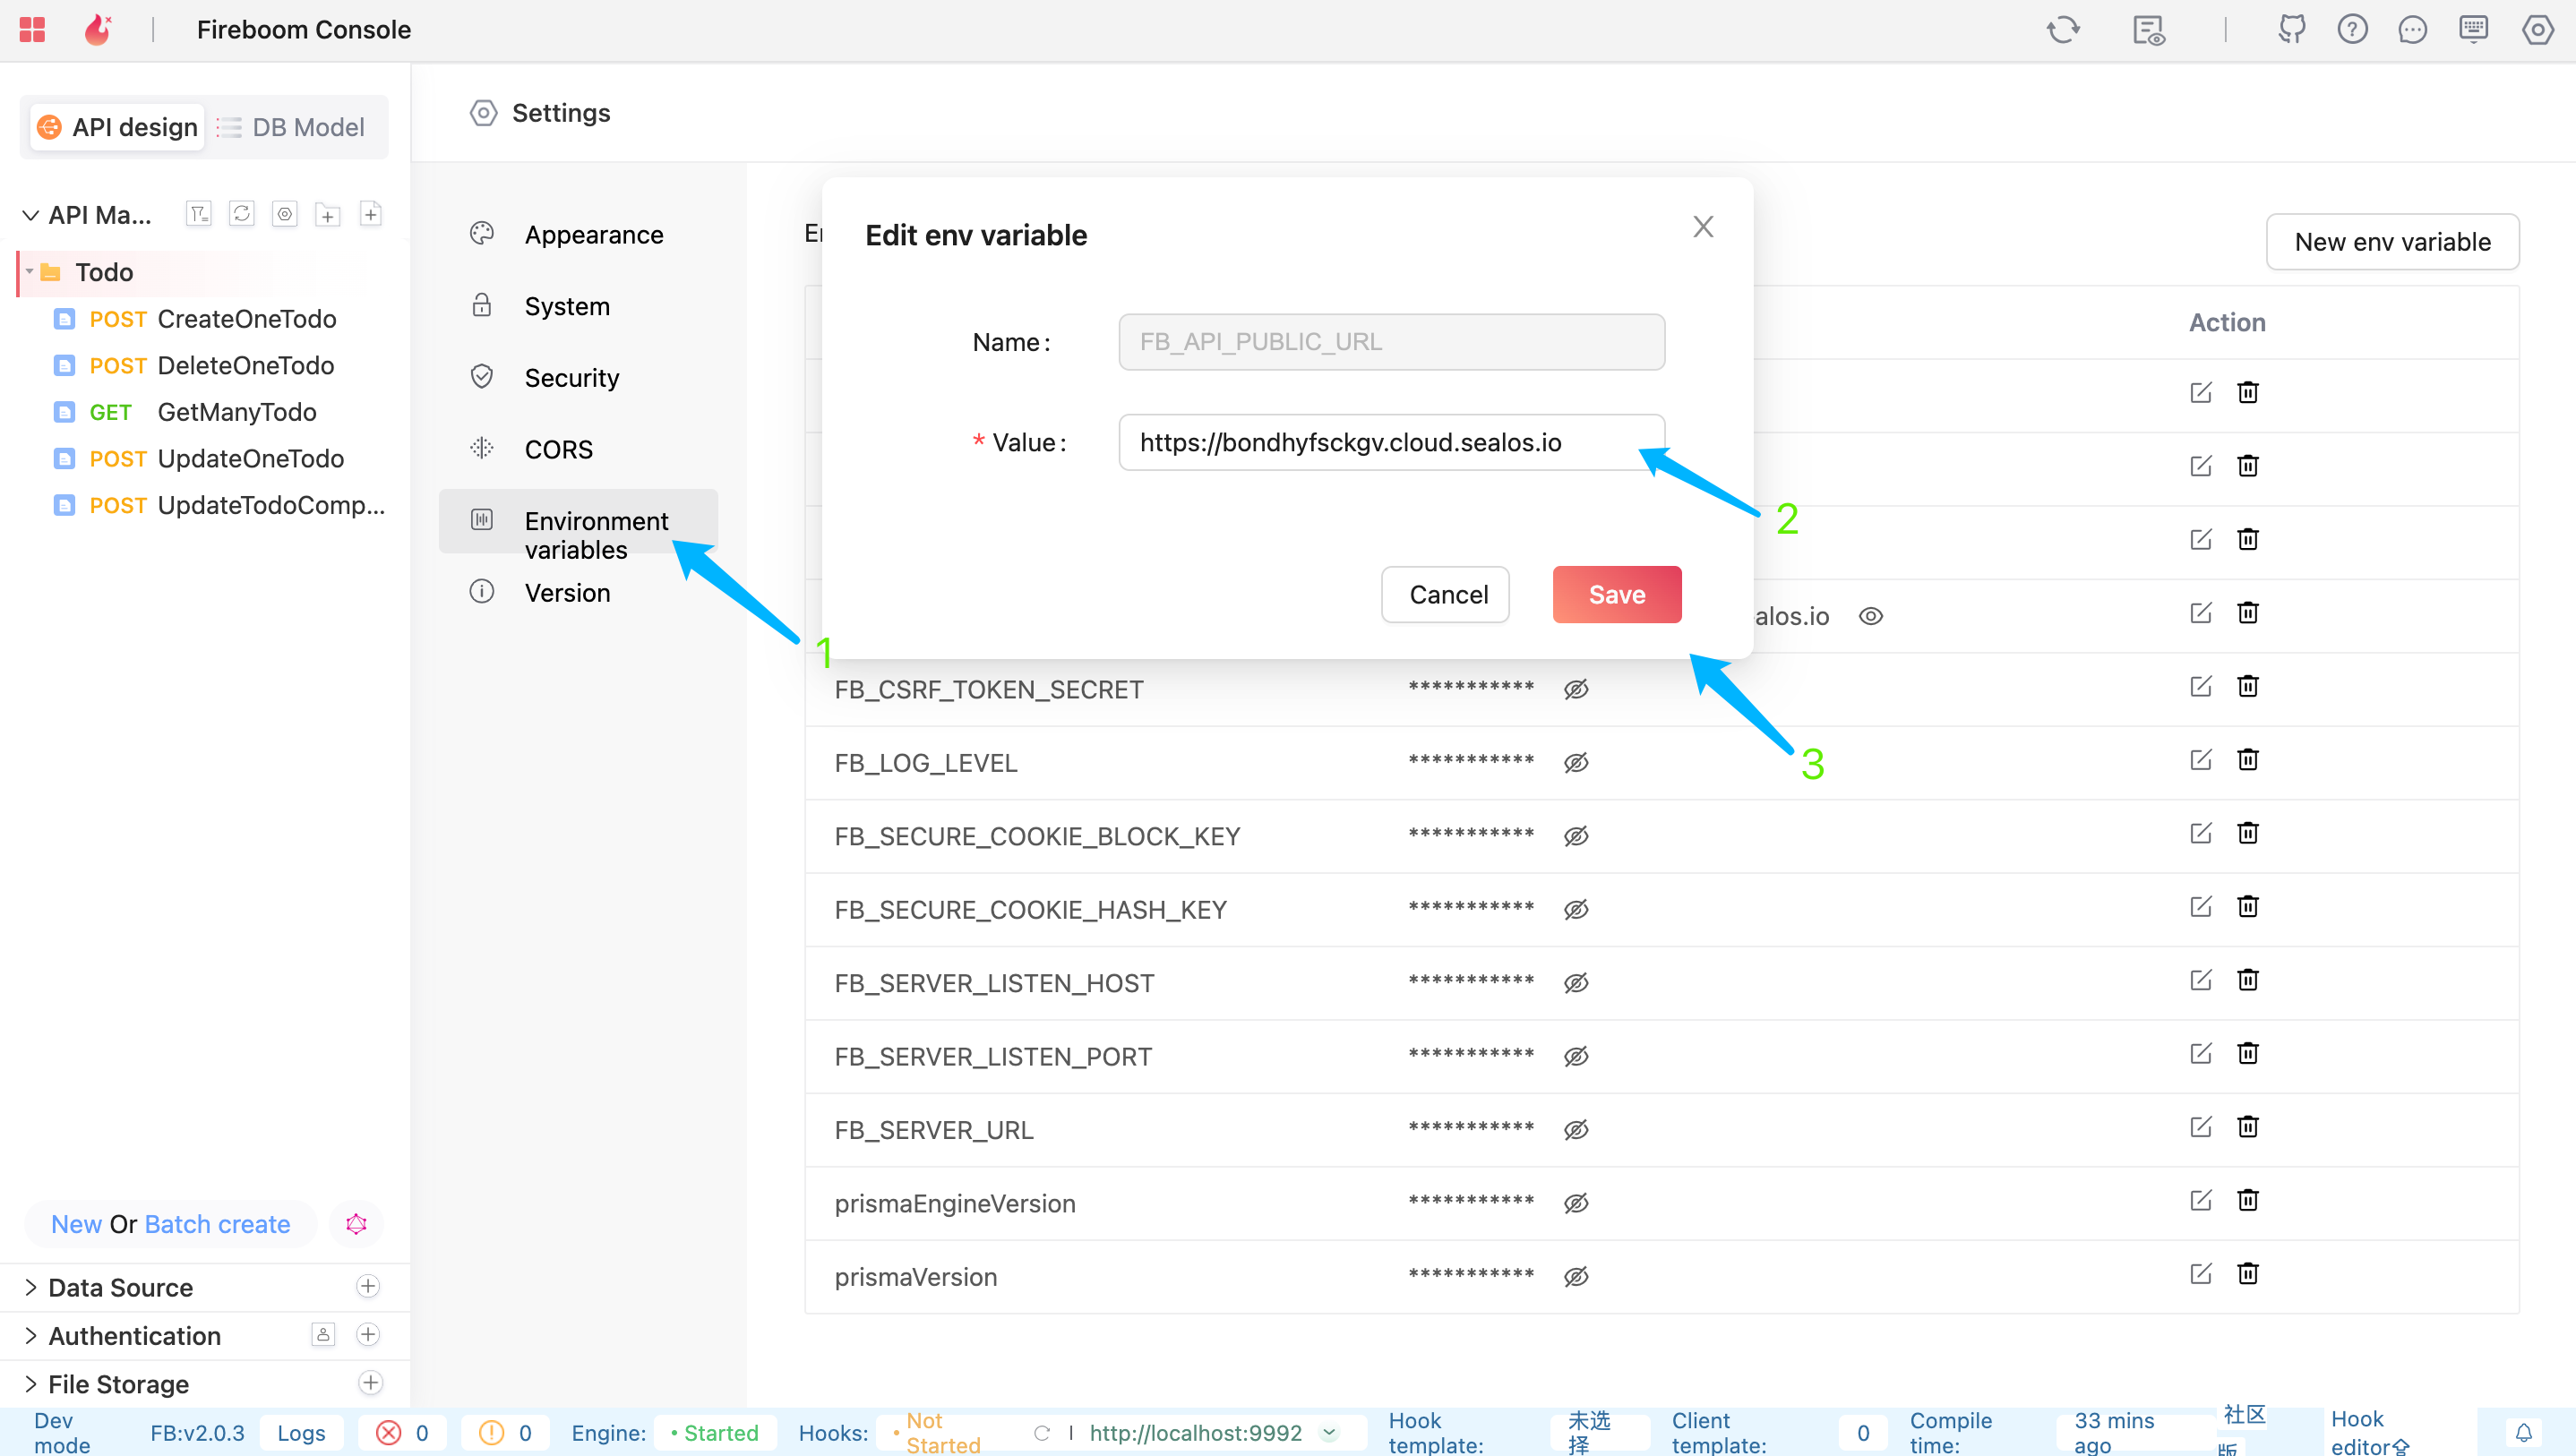 Fireboom Console
API design
DB Model
Settings
API Ma...
Todo
POST CreateOneTodo
POST DeleteOneTodo
GET GetManyTodo
POST UpdateOneTodo
POST UpdateTodoComp...
New Or Batch create
Data Source
Authentication
File Storage
Appearance
System
Security
CORS
Environment
variables
Version
1
New env variable
Action
Edit env variable
Name:
FB_API_PUBLIC_URL
* Value:
https://bondhyfsckgv.cloud.sealos.io
2
Cancel
Save
3
alos.io
FB_CSRF_TOKEN_SECRET ***********
FB_LOG_LEVEL ***********
FB_SECURE_COOKIE_BLOCK_KEY ***********
FB_SECURE_COOKIE_HASH_KEY ***********
FB_SERVER_LISTEN_HOST ***********
FB_SERVER_LISTEN_PORT ***********
FB_SERVER_URL ***********
prismaEngineVersion ***********
prismaVersion ***********
Dev
mode
FB:v2.0.3
Logs
0
0
Engine:
Started
Hooks:
Not
Started
http://localhost:9992
Hook
template:
未选
择
Client
template:
0
Compile
time:
33 mins
ago
社区
版
Hook
editor